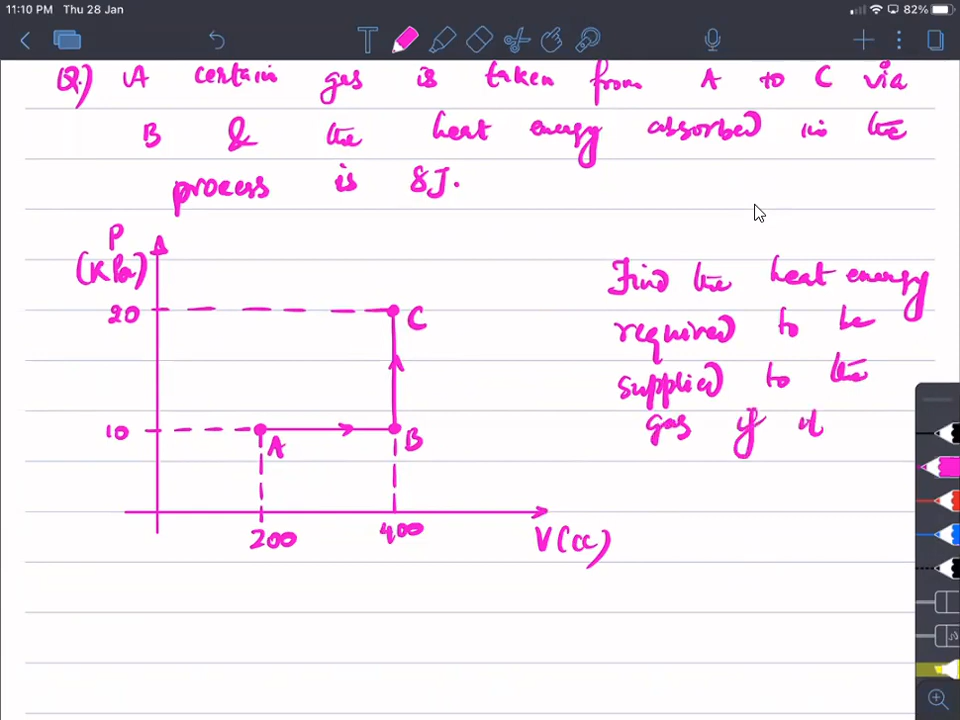 11:10 PM Thu 28 Jan
82%
Q.) A certain gas is taken from A to C via
B & the heat energy absorbed in the
process is 8J.
P
(KPa)
20
C
10
A
B
200
400
V(cc)
Find the heat energy
required to be
supplied to the
gas if it